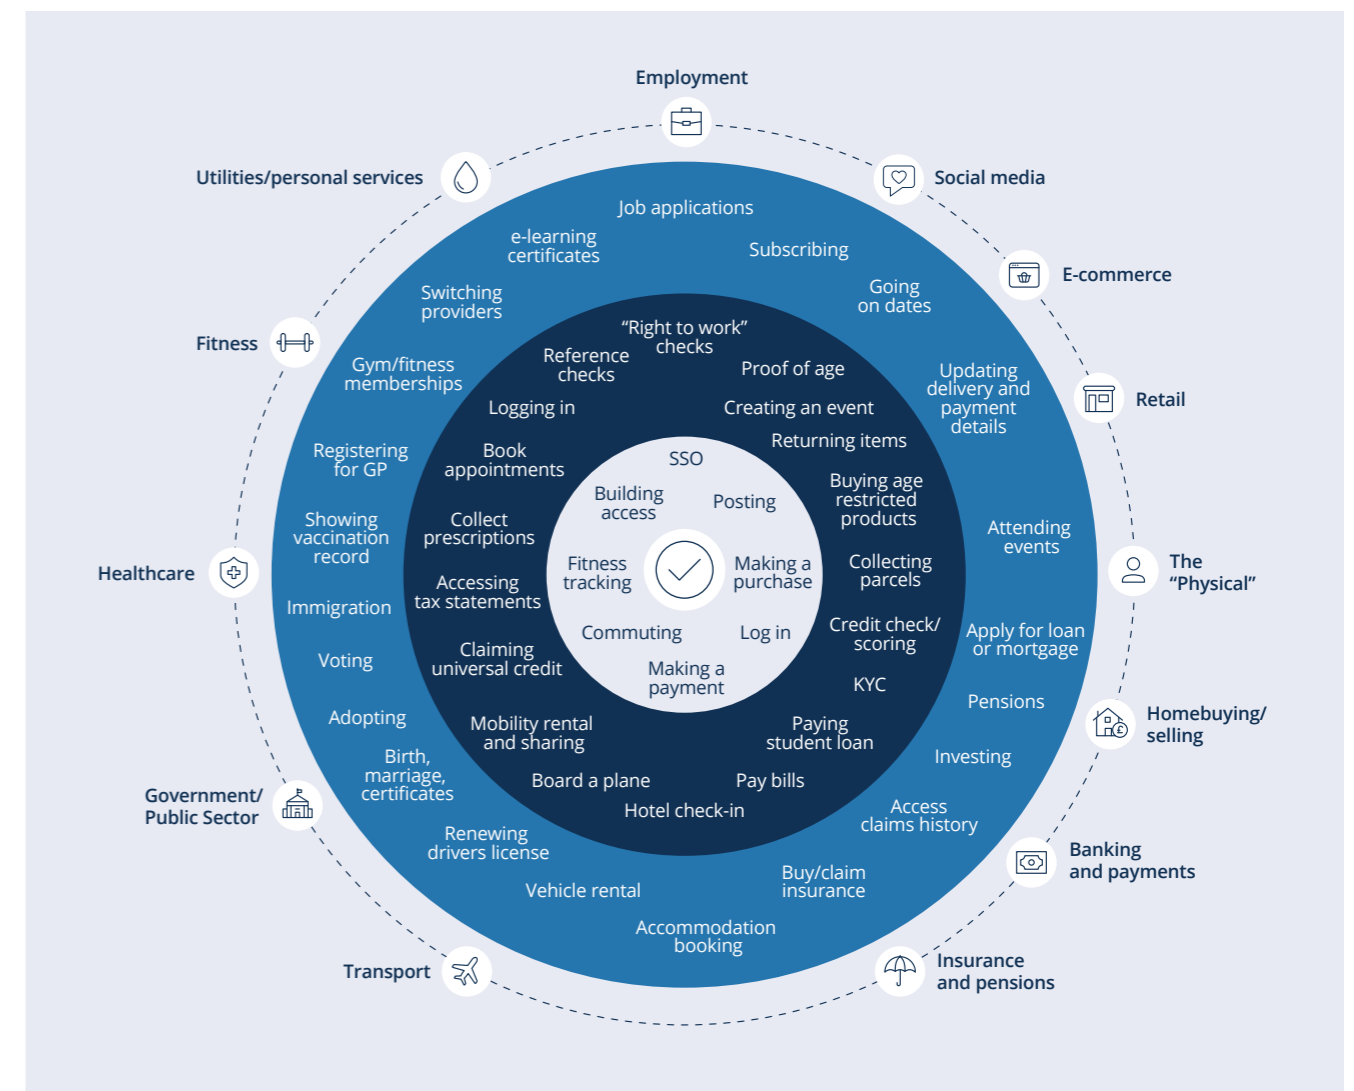 Employment
Utilities/personal services
Social media
E-commerce
Fitness
Retail
Healthcare
The
“Physical”
Homebuying/
selling
Government/
Public Sector
Banking
and payments
Transport
Insurance
and pensions
Job applications
e-learning
certificates
Subscribing
Switching
providers
Going
on dates
Gym/fitness
memberships
Updating
delivery and
payment
details
Registering
for GP
Showing
vaccination
record
Attending
events
Immigration
Apply for loan
or mortgage
Voting
Pensions
Adopting
Investing
Birth,
marriage,
certificates
Access
claims history
Renewing
drivers license
Buy/claim
insurance
Vehicle rental
Accommodation
booking
“Right to work”
checks
Reference
checks
Proof of age
Logging in
Creating an event
Returning items
Book
appointments
Buying age
restricted
products
Collect
prescriptions
Collecting
parcels
Accessing
tax statements
Credit check/
scoring
Claiming
universal credit
KYC
Mobility rental
and sharing
Paying
student loan
Board a plane
Pay bills
Hotel check-in
SSO
Building
access
Posting
Fitness
tracking
Making a
purchase
Commuting
Log in
Making a
payment